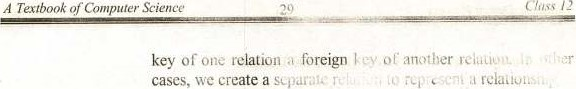 A Textbook of Computer Science 29 Class 12
key of one relation a foreign key of another relation. In other
cases, we create a separate relation to represent a relationship